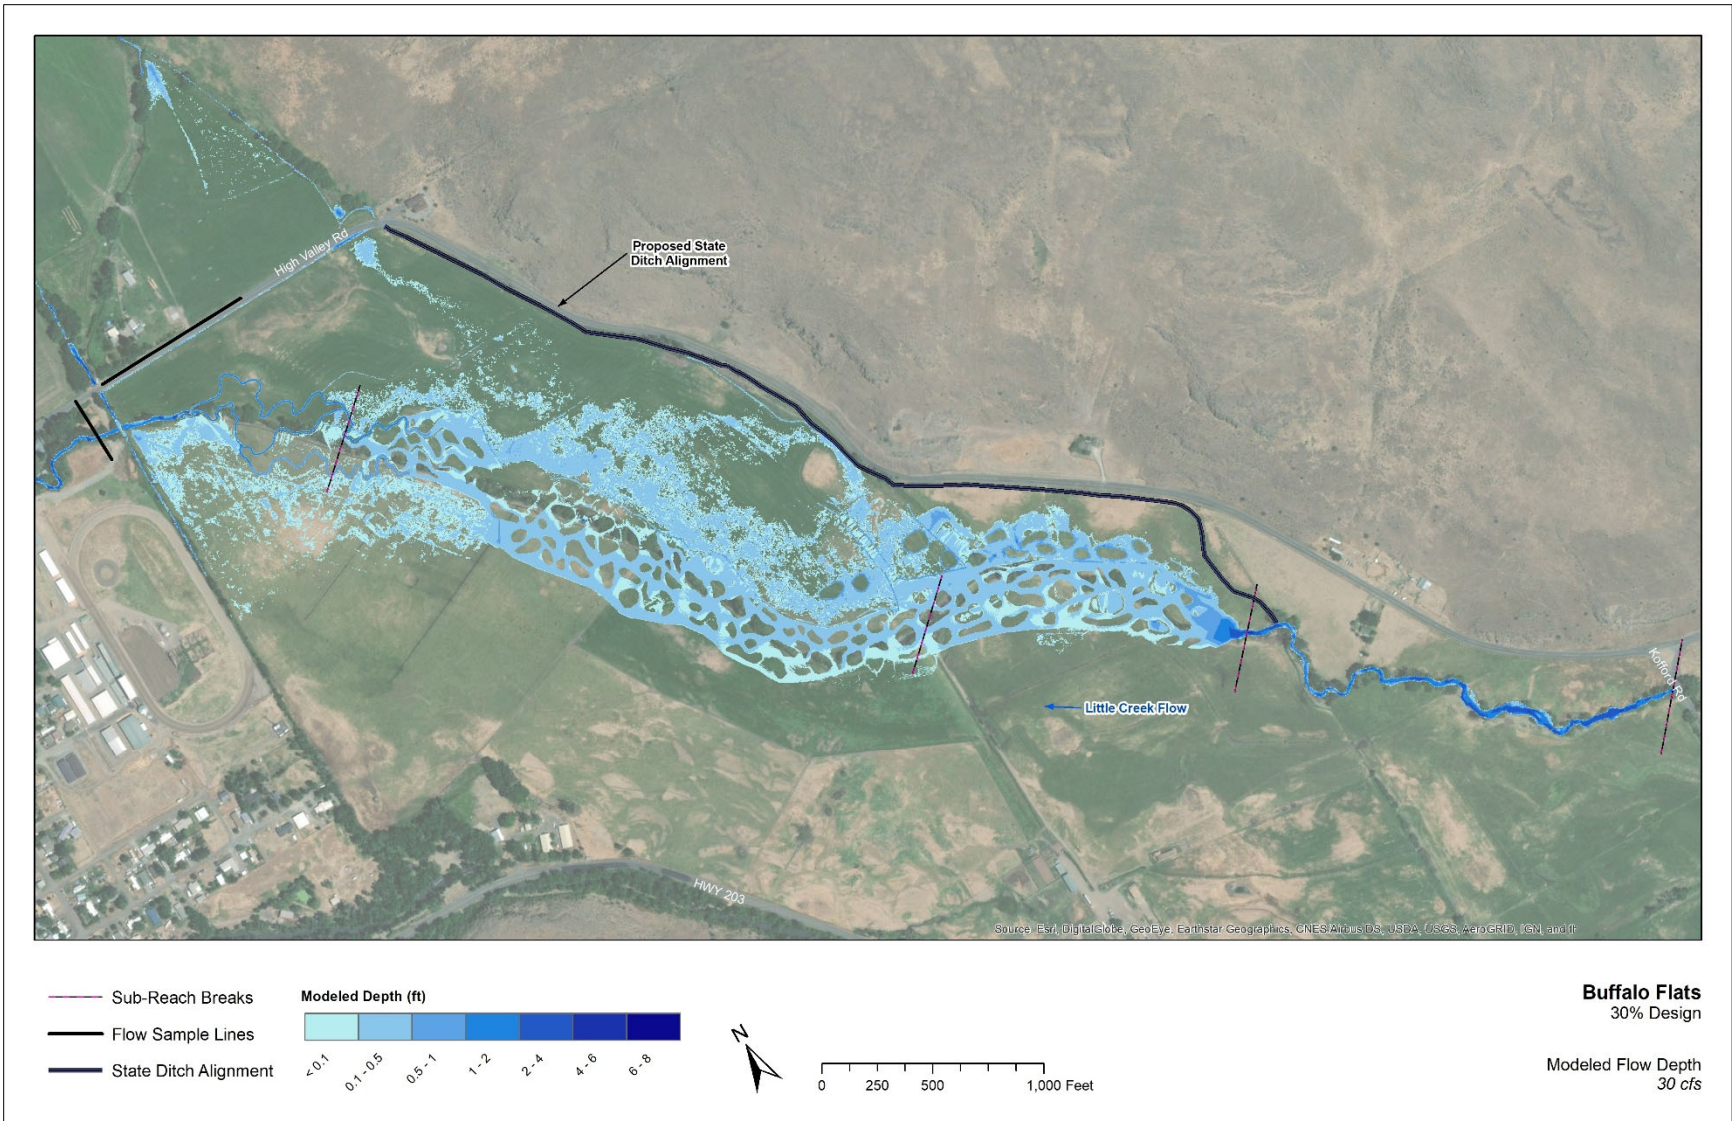 High Valley Rd
Proposed State
Ditch Alignment
Kofford Rd
Little Creek Flow
HWY 203
Source: Esri, DigitalGlobe, GeoEye, Earthstar Geographics, CNES/Airbus DS, USDA, USGS, AeroGRID, IGN, and th
Sub-Reach Breaks
Flow Sample Lines
State Ditch Alignment
Modeled Depth (ft)
< 0.1
0.1 - 0.5
0.5 - 1
1 - 2
2 - 4
4 - 6
6 - 8
N
0 250 500 1,000 Feet
Buffalo Flats
30% Design
Modeled Flow Depth
30 cfs